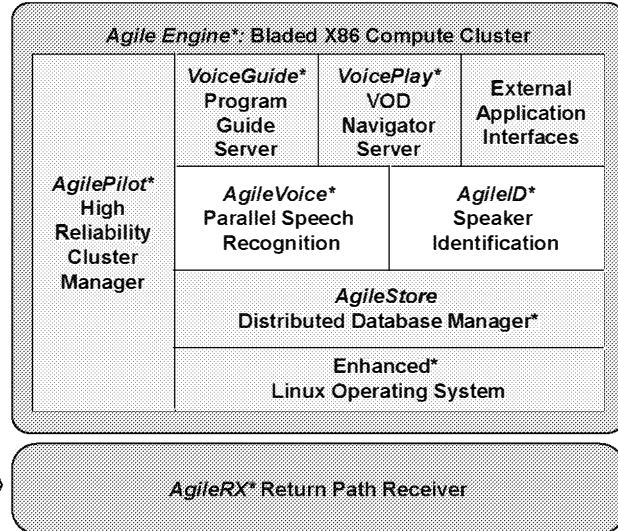 Agile Engine*: Bladed X86 Compute Cluster
VoiceGuide*
Program
Guide
Server
VoicePlay*
VOD
Navigator
Server
External
Application
Interfaces
AgilePilot*
High
Reliability
Cluster
Manager
AgileVoice*
Parallel Speech
Recognition
AgileID*
Speaker
Identification
AgileStore
Distributed Database Manager*
Enhanced*
Linux Operating System
AgileRX* Return Path Receiver